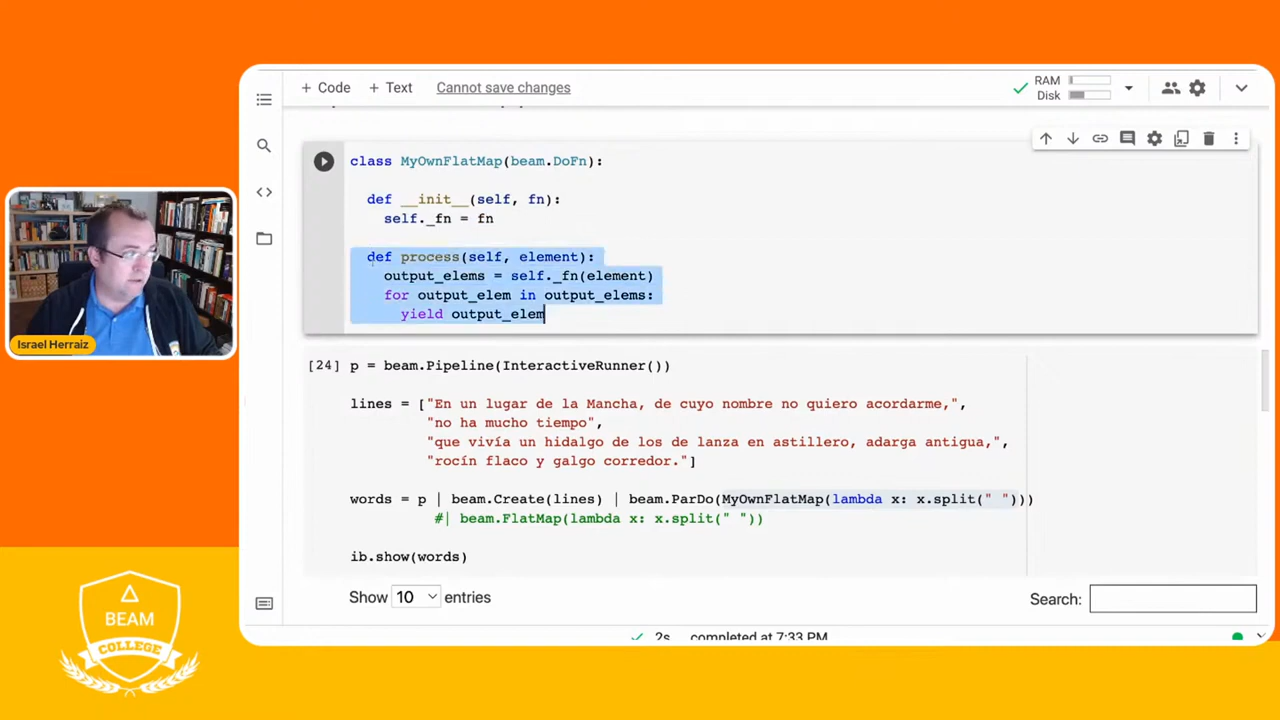 + Code + Text Cannot save changes
RAM
Disk
class MyOwnFlatMap(beam.DoFn):
def __init__(self, fn):
self._fn = fn
def process(self, element):
output_elems = self._fn(element)
for output_elem in output_elems:
yield output_elem
Israel Herraiz
[24] p = beam.Pipeline(InteractiveRunner())
lines = ["En un lugar de la Mancha, de cuyo nombre no quiero acordarme,",
"no ha mucho tiempo",
"que vivía un hidalgo de los de lanza en astillero, adarga antigua,",
"rocín flaco y galgo corredor."]
words = p | beam.Create(lines) | beam.ParDo(MyOwnFlatMap(lambda x: x.split(" ")))
#| beam.FlatMap(lambda x: x.split(" "))
ib.show(words)
Show 10 entries Search:
2s completed at 7:33 PM
BEAM
COLLEGE